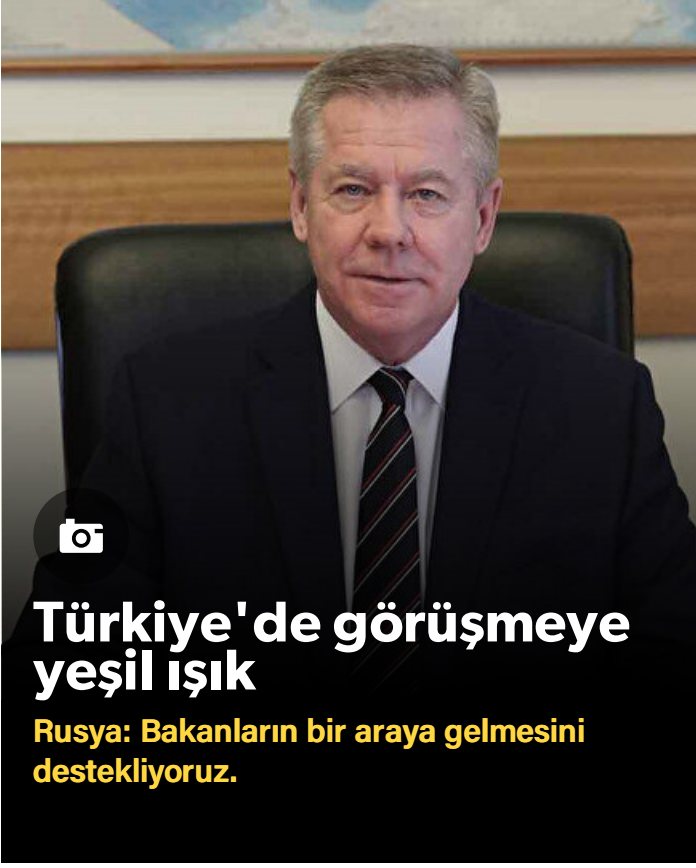 Türkiye'de görüşmeye
yeşil ışık
Rusya: Bakanların bir araya gelmesini
destekliyoruz.